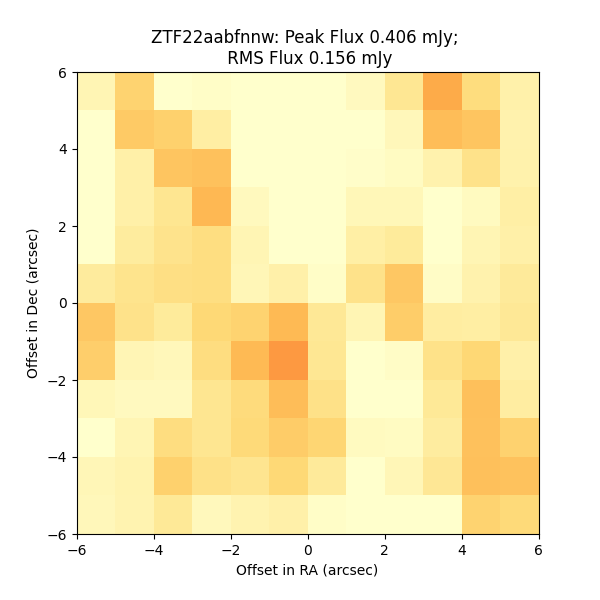 ZTF22aabfnnw: Peak Flux 0.406 mJy;
RMS Flux 0.156 mJy
6
4
2
0
−2
−4
−6
Offset in Dec (arcsec)
−6 −4 −2 0 2 4 6
Offset in RA (arcsec)